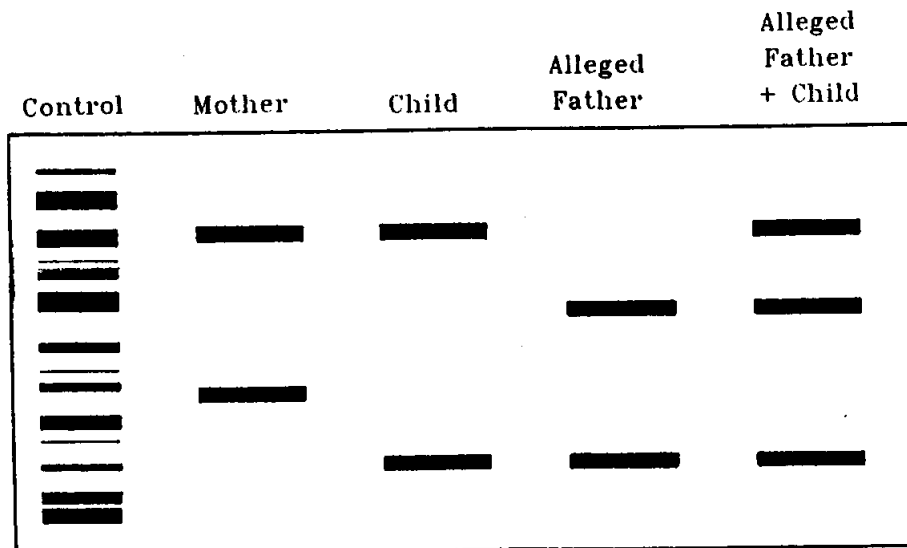 Control
Mother
Child
Alleged
Father
Alleged
Father
+ Child